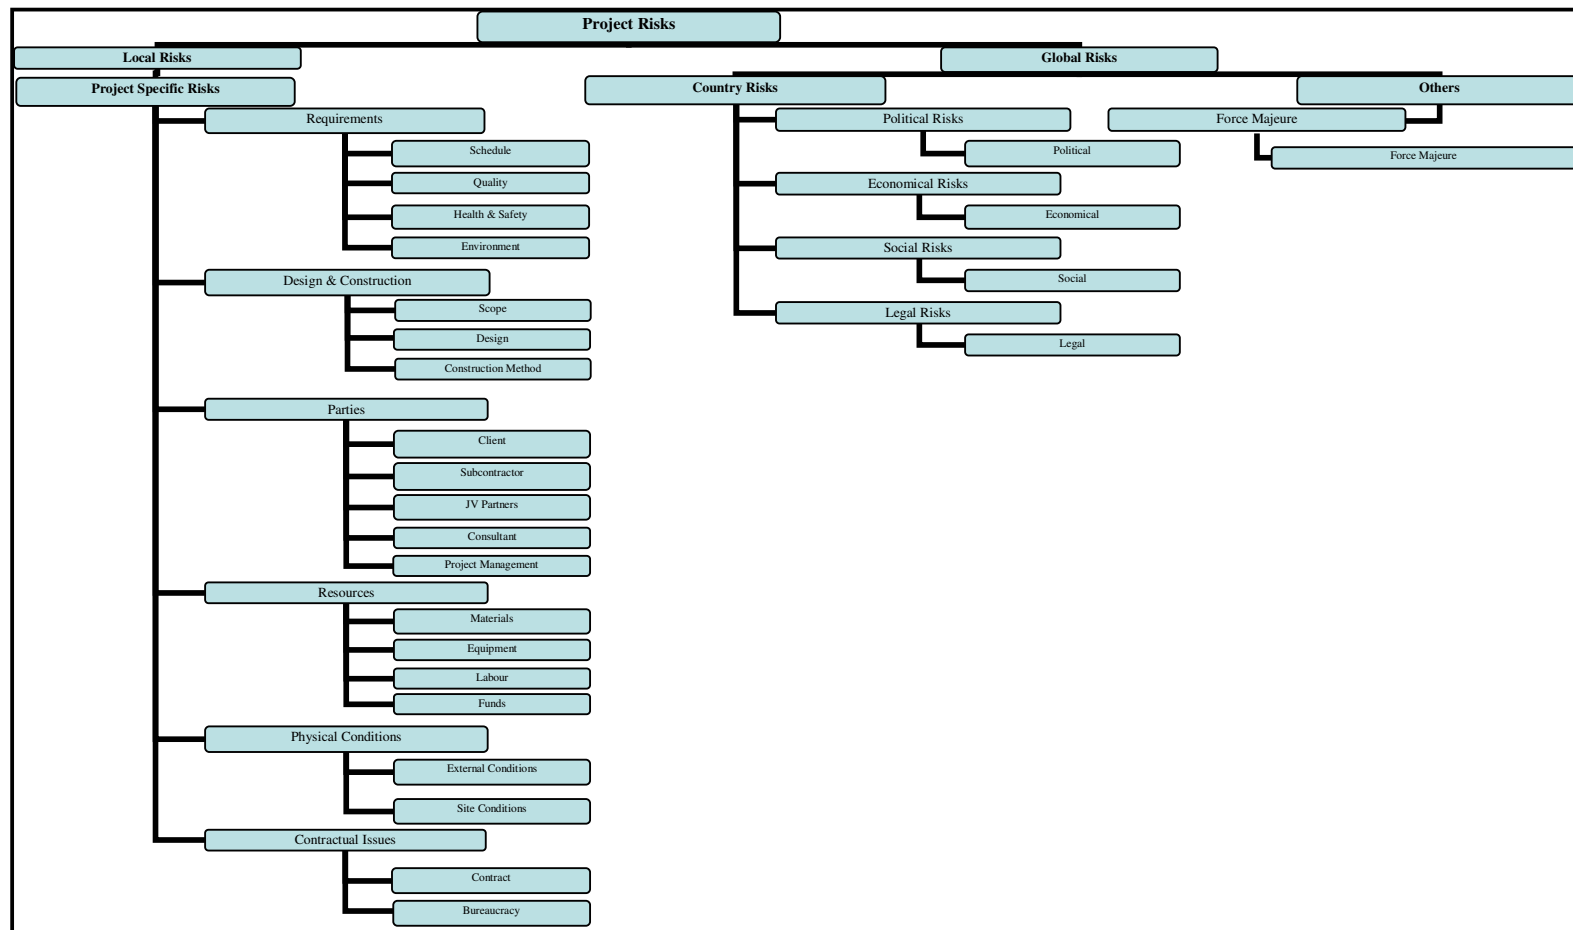 Project Risks
Local Risks
Project Specific Risks
Requirements
Schedule
Quality
Health & Safety
Environment
Design & Construction
Scope
Design
Construction Method
Parties
Client
Subcontractor
JV Partners
Consultant
Project Management
Resources
Materials
Equipment
Labour
Funds
Physical Conditions
External Conditions
Site Conditions
Contractual Issues
Contract
Bureaucracy
Global Risks
Country Risks
Political Risks
Political
Economical Risks
Economical
Social Risks
Social
Legal Risks
Legal
Others
Force Majeure
Force Majeure